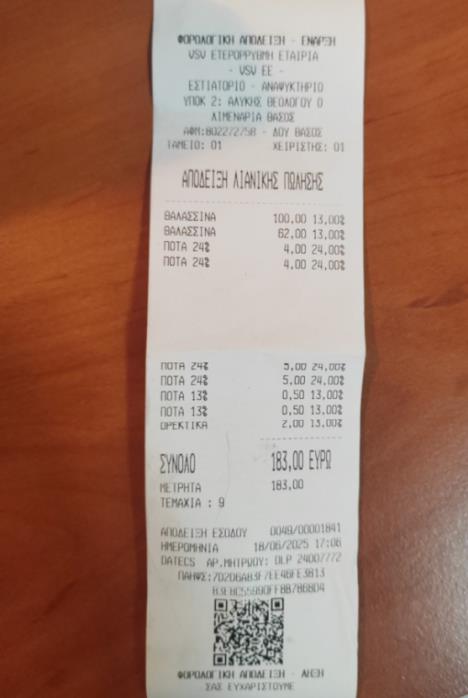 ΦΟΡΟΛΟΓΙΚΗ ΑΠΟΔΕΙΞΗ - ΕΝΑΡΞΗ
VSV ΕΤΕΡΟΡΡΥΘΜΗ ΕΤΑΙΡΙΑ
- VSV EE -
ΕΣΤΙΑΤΟΡΙΟ - ΑΝΑΨΥΚΤΗΡΙΟ
ΥΠΟΚ 2: ΑΛΥΚΗΣ ΘΕΟΛΟΓΟΥ 0
ΛΙΜΕΝΑΡΙΑ ΘΑΣΟΣ
ΑΦΜ:802272758 - ΔΟΥ ΘΑΣΟΣ
ΤΑΜΕΙΟ: 01 ΧΕΙΡΙΣΤΗΣ: 01
ΑΠΟΔΕΙΞΗ ΛΙΑΝΙΚΗΣ ΠΩΛΗΣΗΣ
ΘΑΛΑΣΣΙΝΑ 100,00 13,00%
ΘΑΛΑΣΣΙΝΑ 62,00 13,00%
ΠΟΤΑ 24% 4,00 24,00%
ΠΟΤΑ 24% 4,00 24,00%
ΠΟΤΑ 24% 5,00 24,00%
ΠΟΤΑ 24% 5,00 24,00%
ΠΟΤΑ 13% 0,50 13,00%
ΠΟΤΑ 13% 0,50 13,00%
ΟΡΕΚΤΙΚΑ 2,00 13,00%
ΣΥΝΟΛΟ 183,00 ΕΥΡΩ
ΜΕΤΡΗΤΑ 183,00
ΤΕΜΑΧΙΑ : 9
ΑΠΟΔΕΙΞΗ ΕΣΟΔΟΥ 0049/00001841
ΗΜΕΡΟΜΗΝΙΑ 18/06/2025 17:06
DATECS ΑΡ.ΜΗΤΡΩΟΥ: DLP 24007772
ΠΑΗΨΣ:
ΦΟΡΟΛΟΓΙΚΗ ΑΠΟΔΕΙΞΗ - ΛΗΞΗ
ΣΑΣ ΕΥΧΑΡΙΣΤΟΥΜΕ